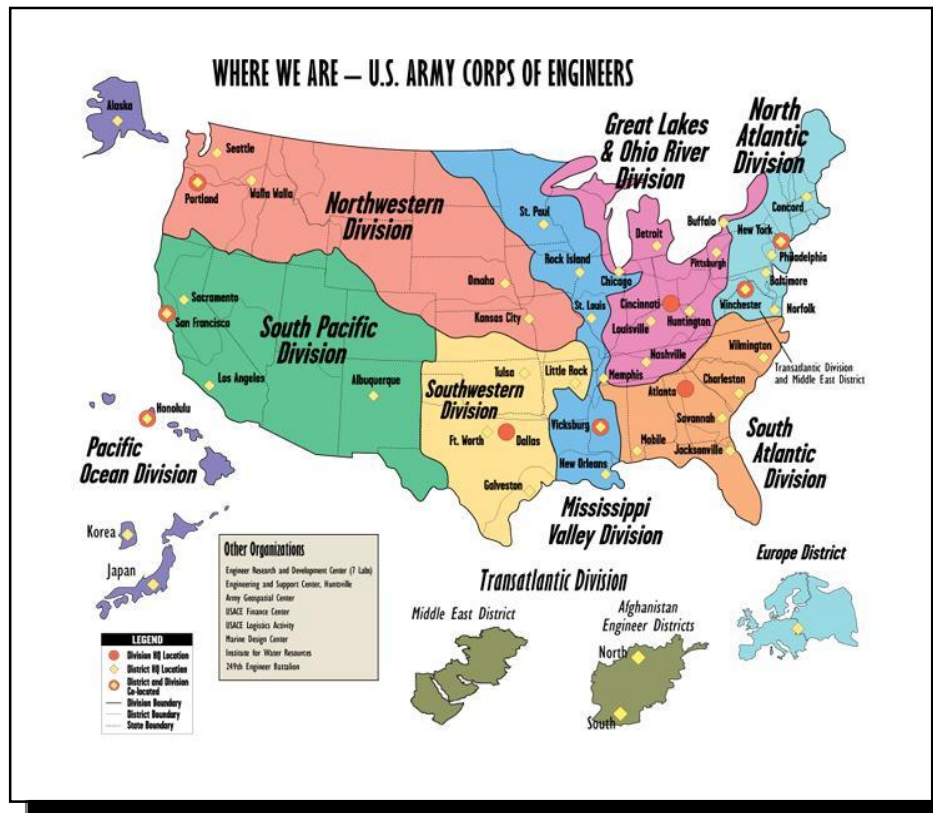 WHERE WE ARE – U.S. ARMY CORPS OF ENGINEERS
Alaska
Seattle
Walla Walla
Portland
Northwestern
Division
Omaha
Kansas City
Great Lakes
& Ohio River
Division
St. Paul
Rock Island
St. Louis
Chicago
Detroit
Buffalo
Pittsburgh
Cincinnati
Louisville
Huntington
Nashville
Memphis
North
Atlantic
Division
Concord
New York
Philadelphia
Baltimore
Winchester
Norfolk
Transatlantic Division
and Middle East District
Sacramento
San Francisco
South Pacific
Division
Los Angeles
Albuquerque
Tulsa
Little Rock
Southwestern
Division
Ft. Worth
Dallas
Galveston
Vicksburg
New Orleans
Mississippi
Valley Division
Wilmington
Atlanta
Charleston
Savannah
Mobile
Jacksonville
South
Atlantic
Division
Honolulu
Pacific
Ocean Division
Korea
Japan
LEGEND
Division HQ Location
District HQ Location
District and Division
Co-located
Division Boundary
District Boundary
State Boundary
Other Organizations
Engineer Research and Development Center (7 Labs)
Engineering and Support Center, Huntsville
Army Geospatial Center
USACE Finance Center
USACE Logistics Activity
Marine Design Center
Institute for Water Resources
249th Engineer Battalion
Transatlantic Division
Middle East District
Afghanistan
Engineer Districts
North
South
Europe District